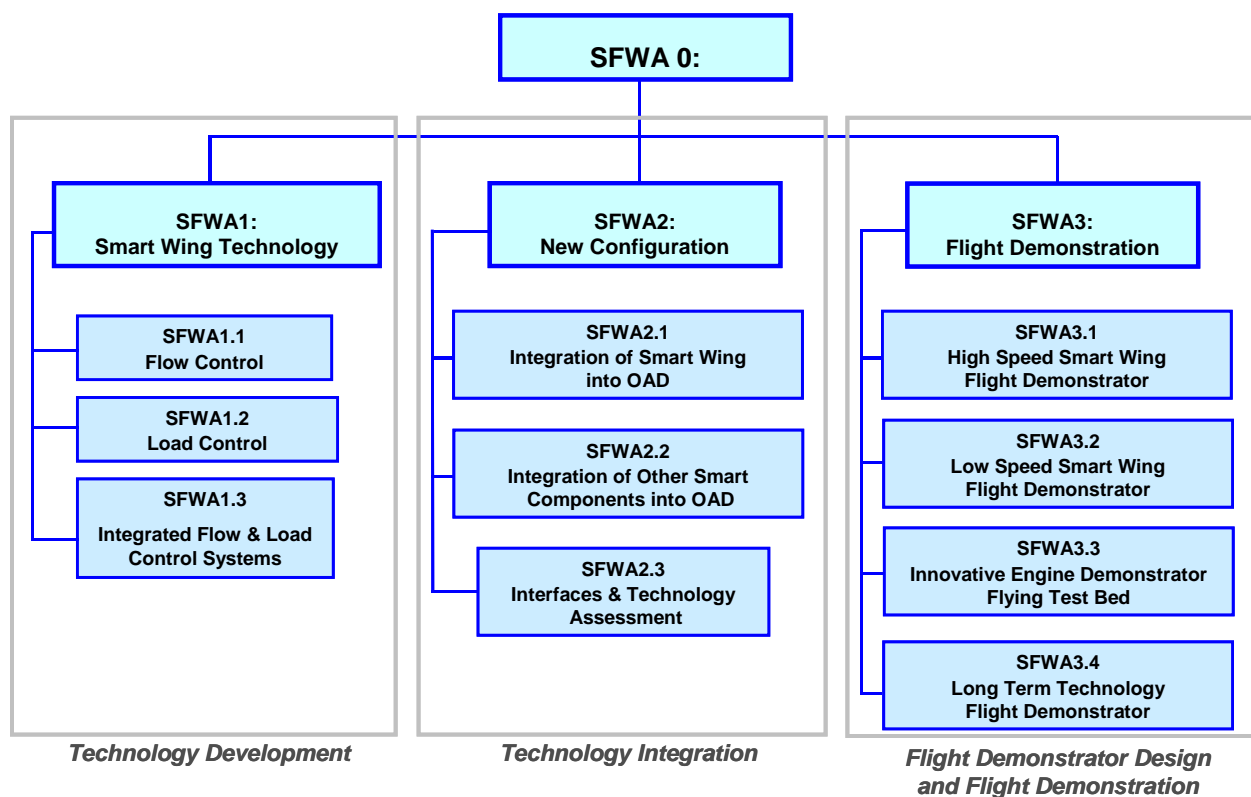 SFWA 0:
SFWA1:
Smart Wing Technology
SFWA1.1
Flow Control
SFWA1.2
Load Control
SFWA1.3
Integrated Flow & Load
Control Systems
Technology Development
SFWA2:
New Configuration
SFWA2.1
Integration of Smart Wing
into OAD
SFWA2.2
Integration of Other Smart
Components into OAD
SFWA2.3
Interfaces & Technology
Assessment
Technology Integration
SFWA3:
Flight Demonstration
SFWA3.1
High Speed Smart Wing
Flight Demonstrator
SFWA3.2
Low Speed Smart Wing
Flight Demonstrator
SFWA3.3
Innovative Engine Demonstrator
Flying Test Bed
SFWA3.4
Long Term Technology
Flight Demonstrator
Flight Demonstrator Design
and Flight Demonstration